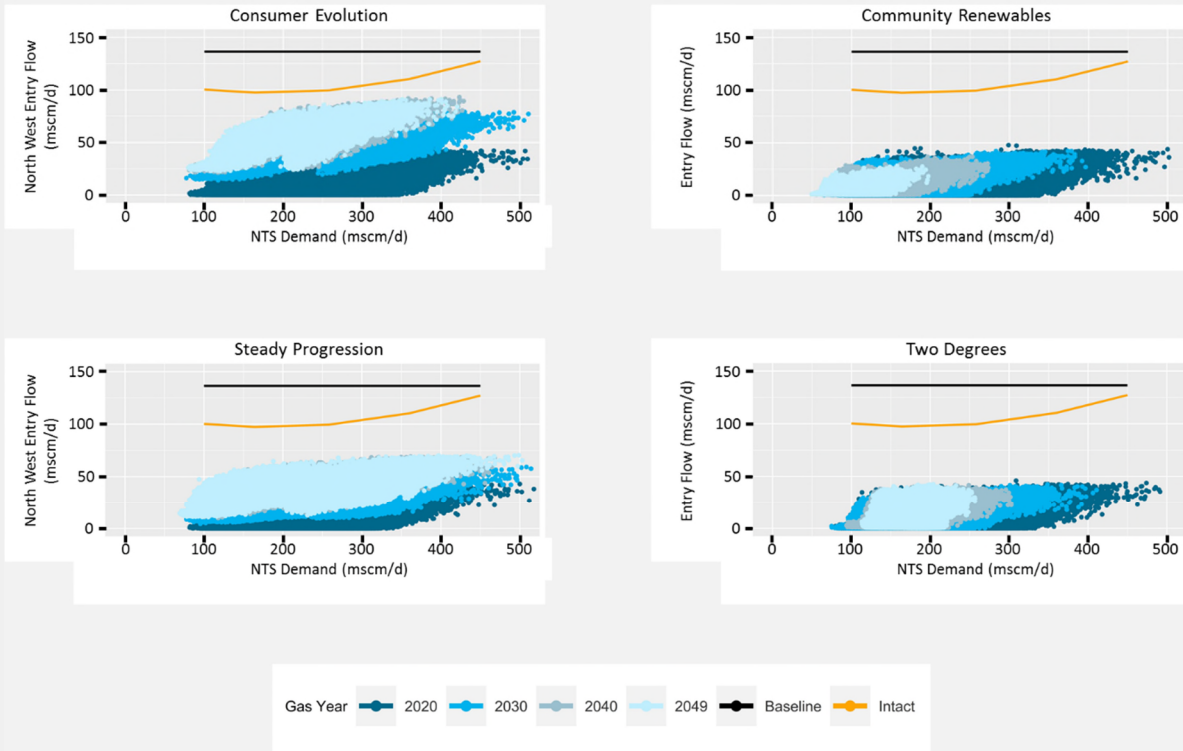 Consumer Evolution
North West Entry Flow
(mscm/d)
150
100
50
0
0 100 200 300 400 500
NTS Demand (mscm/d)
Community Renewables
Entry Flow (mscm/d)
150
100
50
0
0 100 200 300 400 500
NTS Demand (mscm/d)
Steady Progression
North West Entry Flow
(mscm/d)
150
100
50
0
0 100 200 300 400 500
NTS Demand (mscm/d)
Two Degrees
Entry Flow (mscm/d)
150
100
50
0
0 100 200 300 400 500
NTS Demand (mscm/d)
Gas Year 2020 2030 2040 2049 Baseline Intact